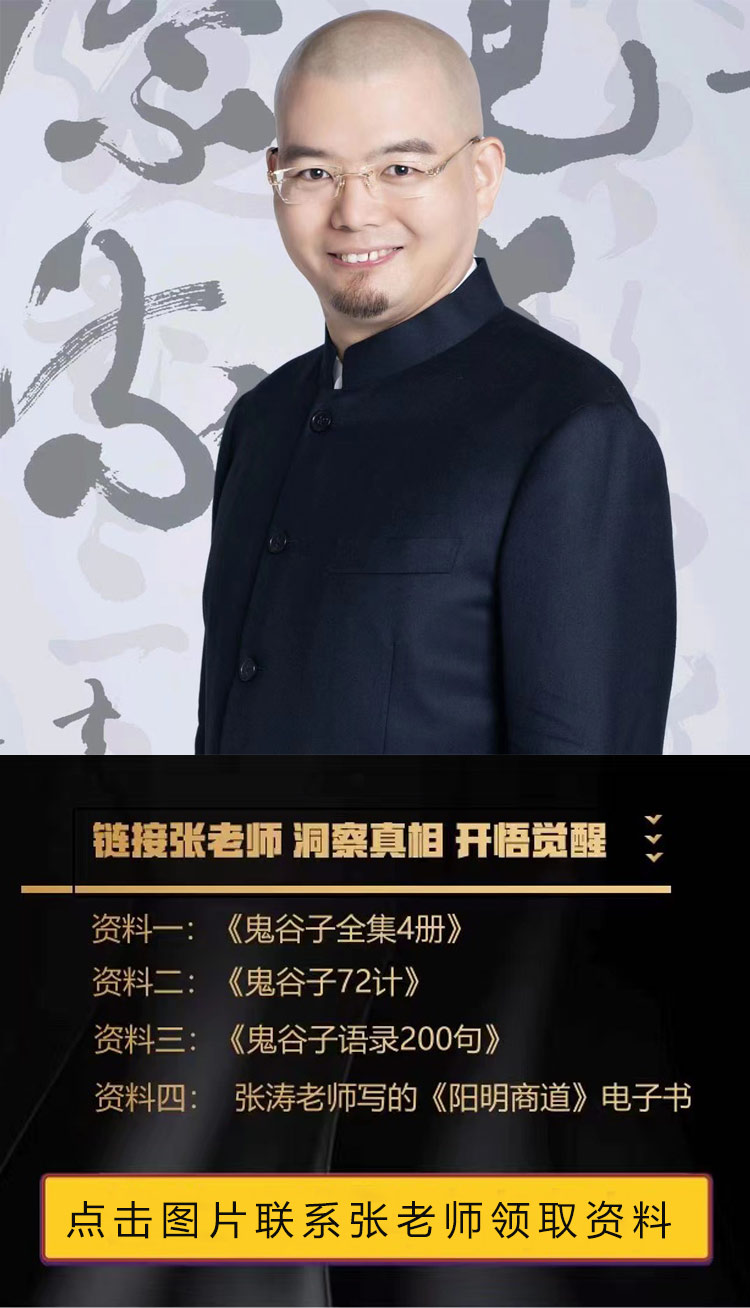 链接张老师 洞察真相 开悟觉醒
资料一：《鬼谷子全集4册》
资料二：《鬼谷子72计》
资料三：《鬼谷子语录200句》
资料四： 张涛老师写的《阳明商道》电子书
点击图片联系张老师领取资料